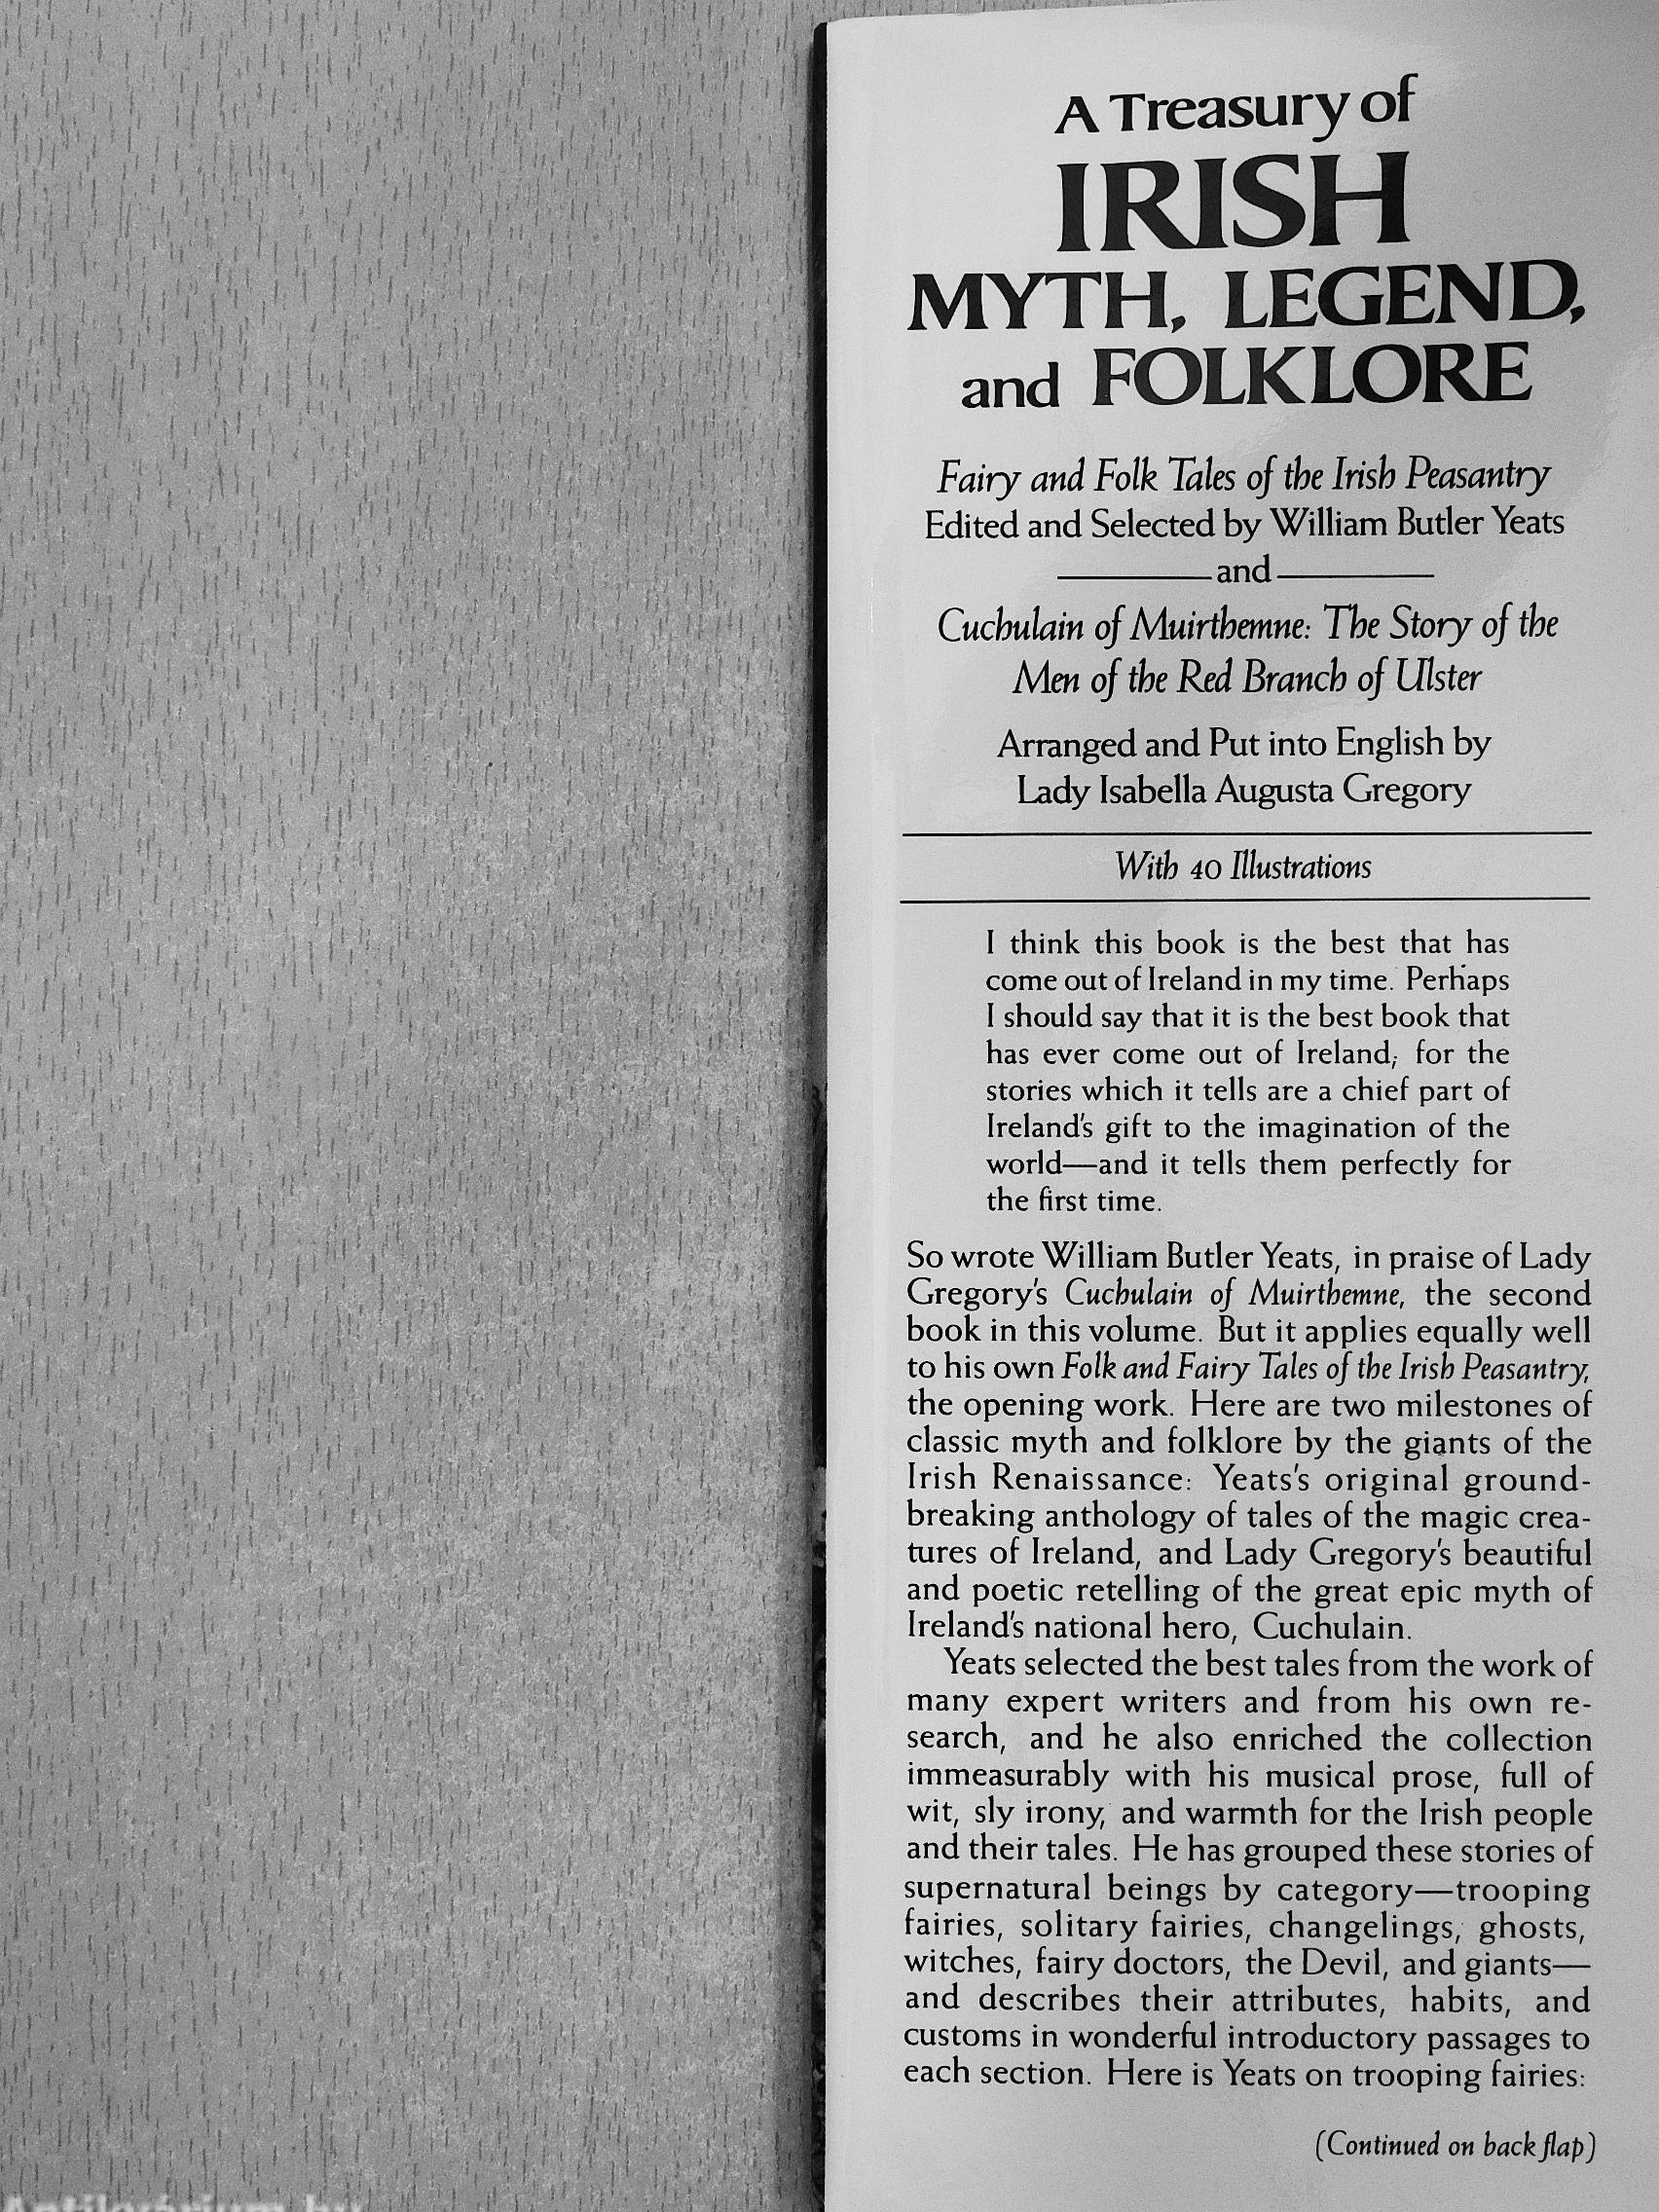 A Treasury of
IRISH
MYTH, LEGEND,
and FOLKLORE
Fairy and Folk Tales of the Irish Peasantry
Edited and Selected by William Butler Yeats
and
Cuchulain of Muirthemne: The Story of the
Men of the Red Branch of Ulster
Arranged and Put into English by
Lady Isabella Augusta Gregory
With 40 Illustrations
I think this book is the best that has
come out of Ireland in my time. Perhaps
I should say that it is the best book that
has ever come out of Ireland; for the
stories which it tells are a chief part of
Ireland's gift to the imagination of the
world—and it tells them perfectly for
the first time.
So wrote William Butler Yeats, in praise of Lady
Gregory's Cuchulain of Muirthemne, the second
book in this volume. But it applies equally well
to his own Folk and Fairy Tales of the Irish Peasantry,
the opening work. Here are two milestones of
classic myth and folklore by the giants of the
Irish Renaissance: Yeats's original ground-
breaking anthology of tales of the magic crea-
tures of Ireland, and Lady Gregory's beautiful
and poetic retelling of the great epic myth of
Ireland's national hero, Cuchulain.
Yeats selected the best tales from the work of
many expert writers and from his own re-
search, and he also enriched the collection
immeasurably with his musical prose, full of
wit, sly irony, and warmth for the Irish people
and their tales. He has grouped these stories of
supernatural beings by category—trooping
fairies, solitary fairies, changelings, ghosts,
witches, fairy doctors, the Devil, and giants—
and describes their attributes, habits, and
customs in wonderful introductory passages to
each section. Here is Yeats on trooping fairies:
(Continued on back flap)